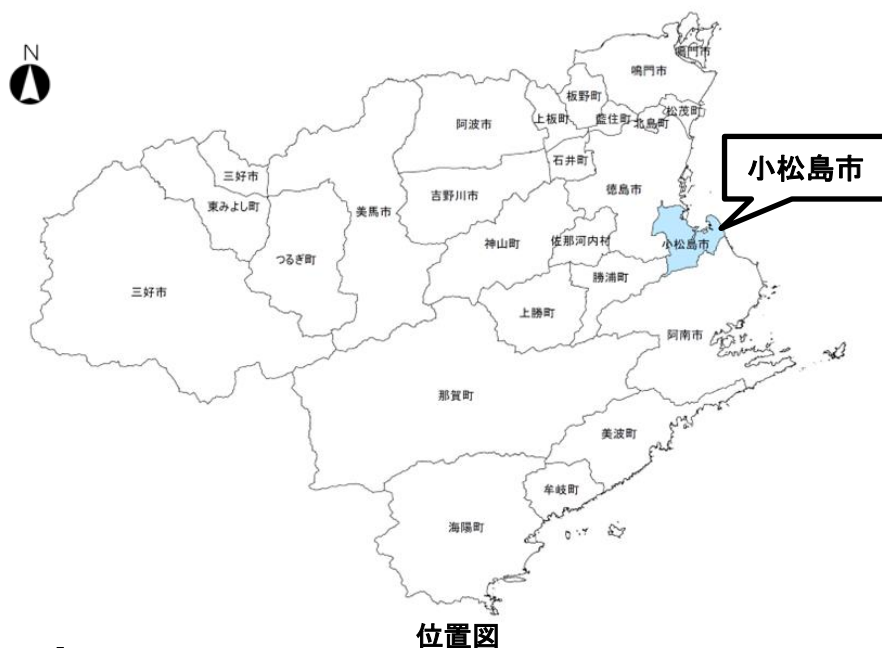 N
鳴門市
鳴門市
板野町
松茂町
上板町
藍住町
北島町
阿波市
石井町
小松島市
三好市
吉野川市
徳島市
東みよし町
美馬市
神山町
佐那河内村
小松島市
つるぎ町
勝浦町
三好市
上勝町
阿南市
那賀町
美波町
牟岐町
海陽町
位置図